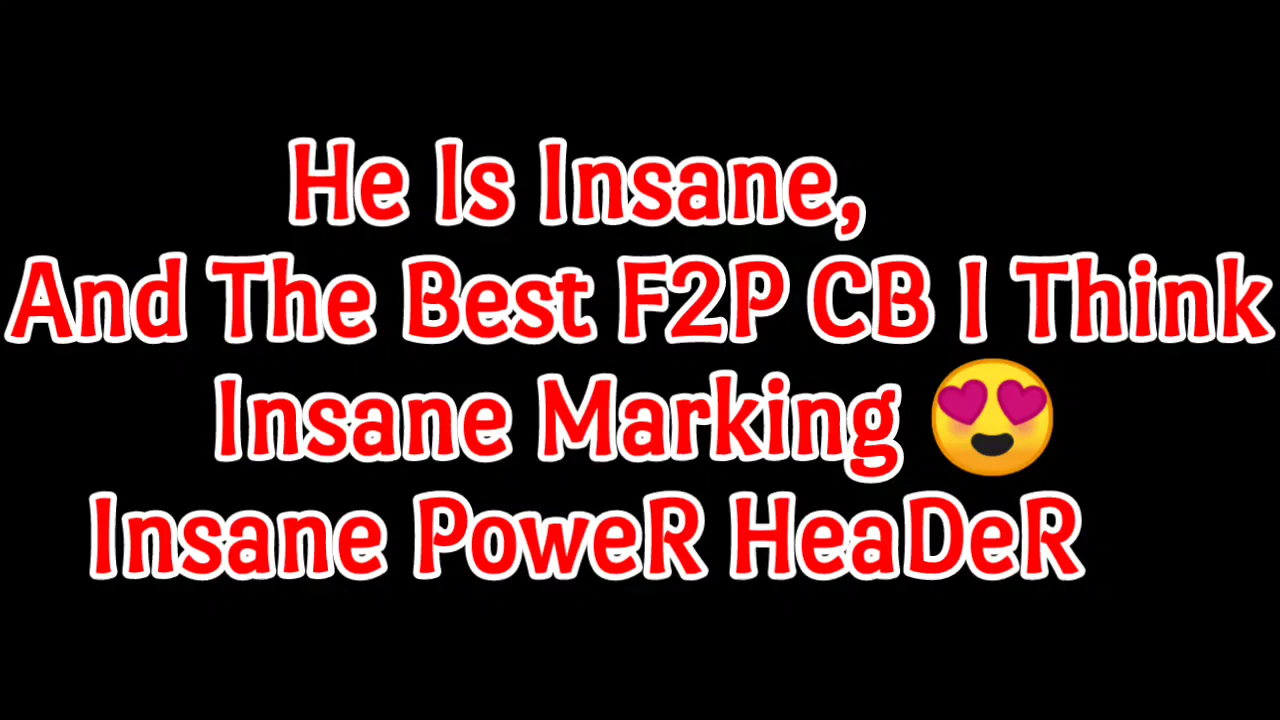 He Is Insane,
And The Best F2P CB I Think
Insane Marking 😍
Insane PoweR HeaDeR